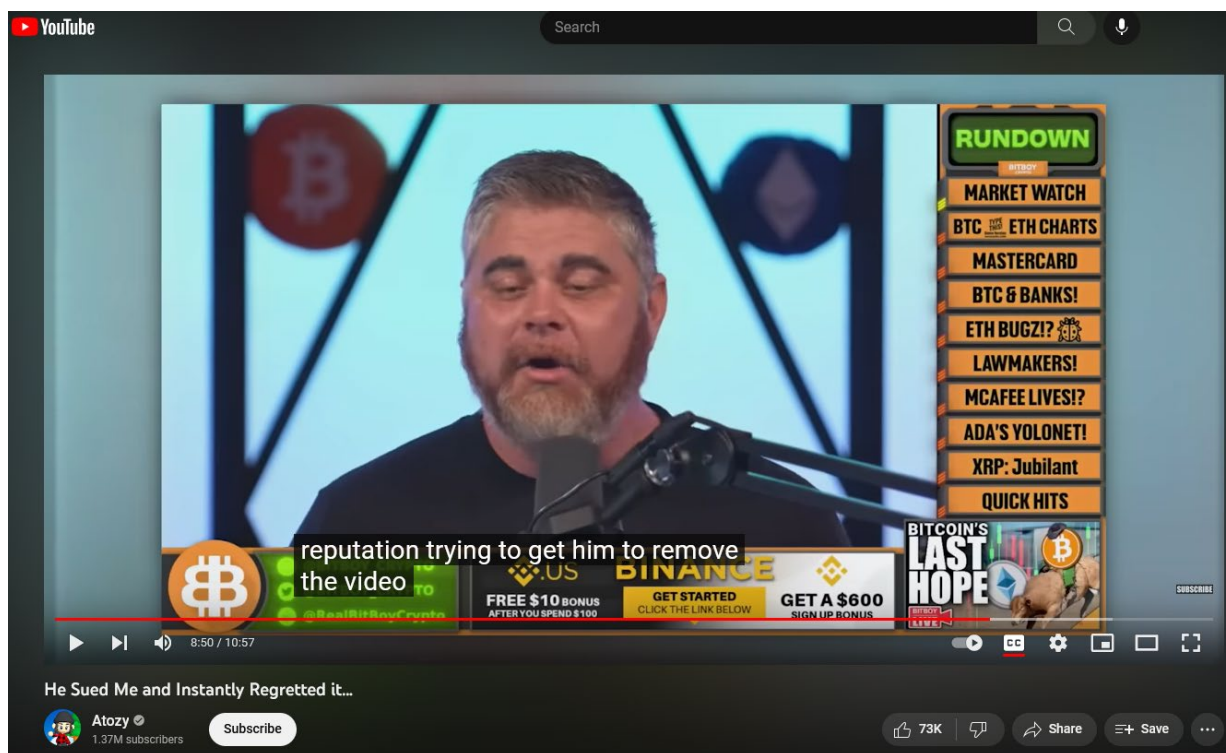 YouTube
Search
RUNDOWN
BITBOY
MARKET WATCH
BTC ETH CHARTS
MASTERCARD
BTC & BANKS!
ETH BUGZ!?
LAWMAKERS!
MCAFEE LIVES!?
ADA'S YOLONET!
XRP: Jubilant
QUICK HITS
BITCOIN'S
LAST
HOPE
BITBOY
LIVE
reputation trying to get him to remove
the video
@RealBitBoyCrypto
.US
FREE $10 BONUS
AFTER YOU SPEND $100
BINANCE
GET STARTED
CLICK THE LINK BELOW
GET A $600
SIGN UP BONUS
SUBSCRIBE
8:50 / 10:57
CC
He Sued Me and Instantly Regretted it...
Atozy
1.37M subscribers
Subscribe
73K
Share
Save